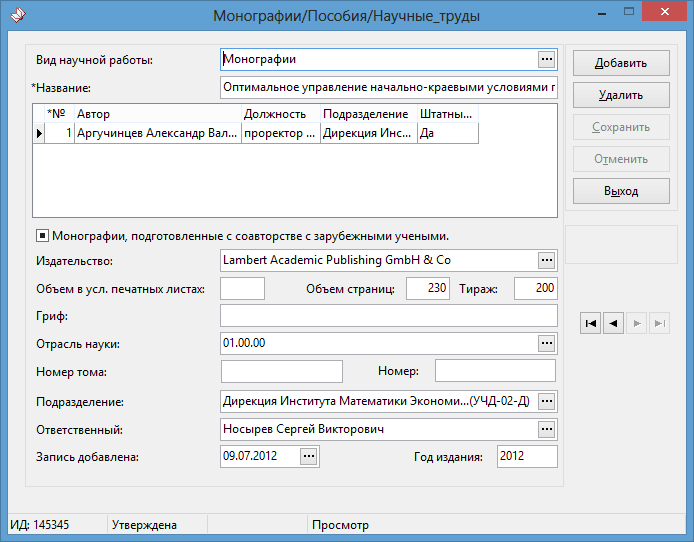 Монографии/Пособия/Научные_труды
Вид научной работы: Монографии ...
Добавить
*Название: Оптимальное управление начально-краевыми условиями г
Удалить
*№ Автор Должность Подразделение Штатны...
1 Аргучинцев Александр Вал... проректор ... Дирекция Инс... Да
Сохранить
Отменить
Выход
Монографии, подготовленные с соавторстве с зарубежными учеными.
Издательство: Lambert Academic Publishing GmbH & Co ...
Объем в усл. печатных листах: Объем страниц: 230 Тираж: 200
Гриф:
Отрасль науки: 01.00.00 ...
Номер тома: Номер:
Подразделение: Дирекция Института Математики Экономи...(УЧД-02-Д) ...
Ответственный: Носырев Сергей Викторович ...
Запись добавлена: 09.07.2012 ... Год издания: 2012
ИД: 145345 Утверждена Просмотр